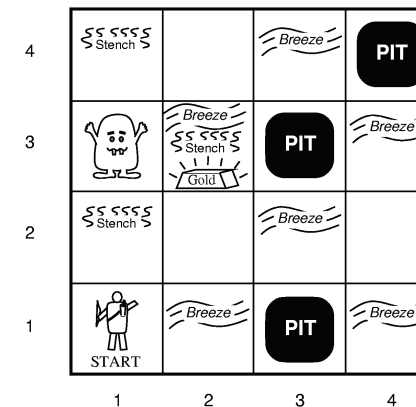 4
Stench
Breeze
PIT
3
Breeze
Stench
Gold
PIT
Breeze
2
Stench
Breeze
1
START
Breeze
PIT
Breeze
1 2 3 4